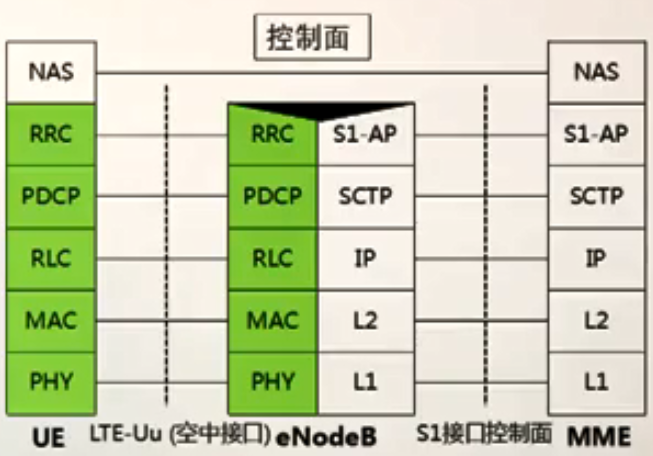 控制面
NAS NAS
RRC RRC S1-AP S1-AP
PDCP PDCP SCTP SCTP
RLC RLC IP IP
MAC MAC L2 L2
PHY PHY L1 L1
UE LTE-Uu (空中接口) eNodeB S1接口控制面 MME